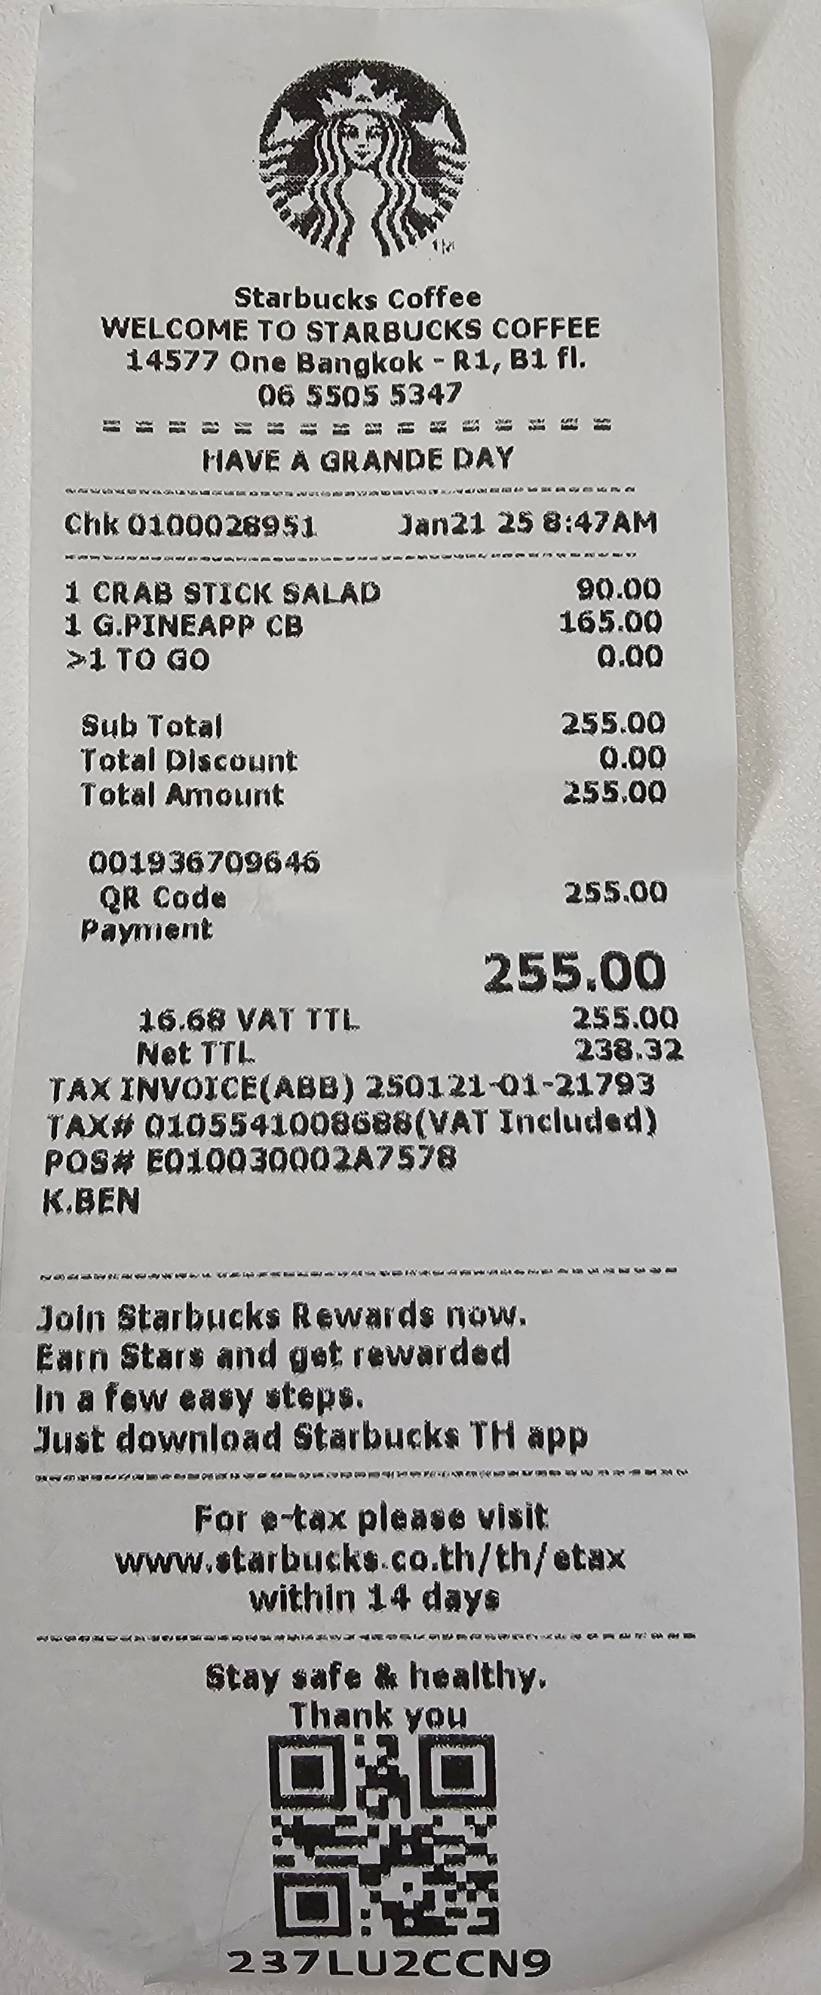 Starbucks Coffee
WELCOME TO STARBUCKS COFFEE
14577 One Bangkok - R1, B1 fl.
06 5505 5347
= = = = = = = = = = = = = = = =
HAVE A GRANDE DAY
Chk 0100028951 Jan21 25 8:47AM
1 CRAB STICK SALAD 90.00
1 G.PINEAPP CB 165.00
>1 TO GO 0.00
Sub Total 255.00
Total Discount 0.00
Total Amount 255.00
001936709646
QR Code 255.00
Payment
255.00
16.68 VAT TTL 255.00
Net TTL 238.32
TAX INVOICE(ABB) 250121-01-21793
TAX# 0105541008688(VAT Included)
POS# E010030002A7578
K.BEN
Join Starbucks Rewards now.
Earn Stars and get rewarded
in a few easy steps.
Just download Starbucks TH app
For e-tax please visit
www.starbucks.co.th/th/etax
within 14 days
Stay safe & healthy.
Thank you
237LU2CCN9